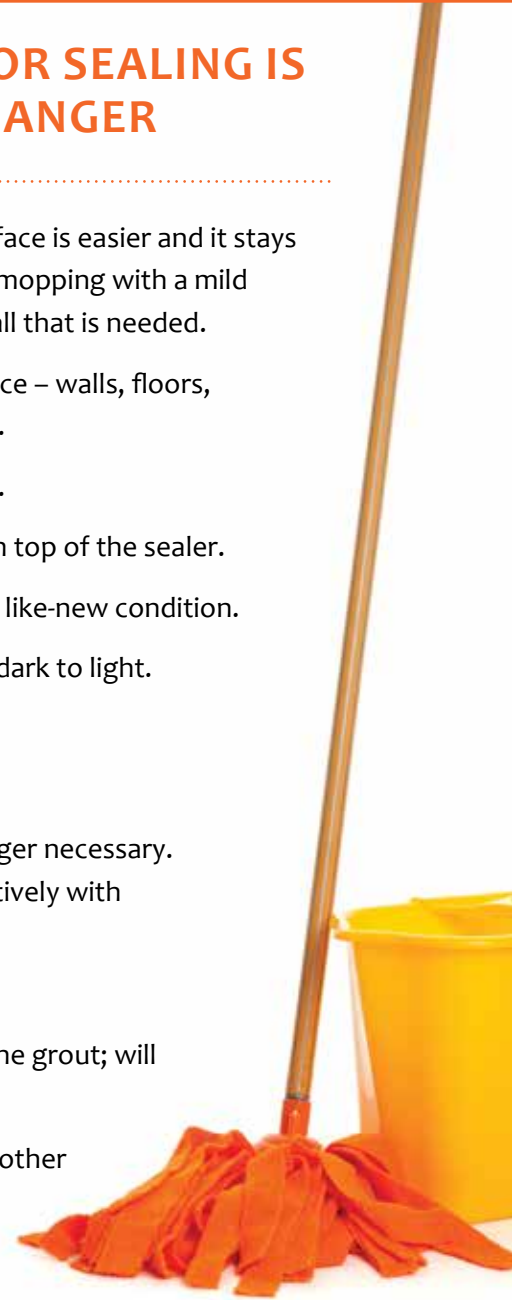 OR SEALING IS
ANGER
face is easier and it stays
mopping with a mild
all that is needed.
ce – walls, floors,
.
.
n top of the sealer.
like-new condition.
dark to light.
ger necessary.
tively with
he grout; will
other